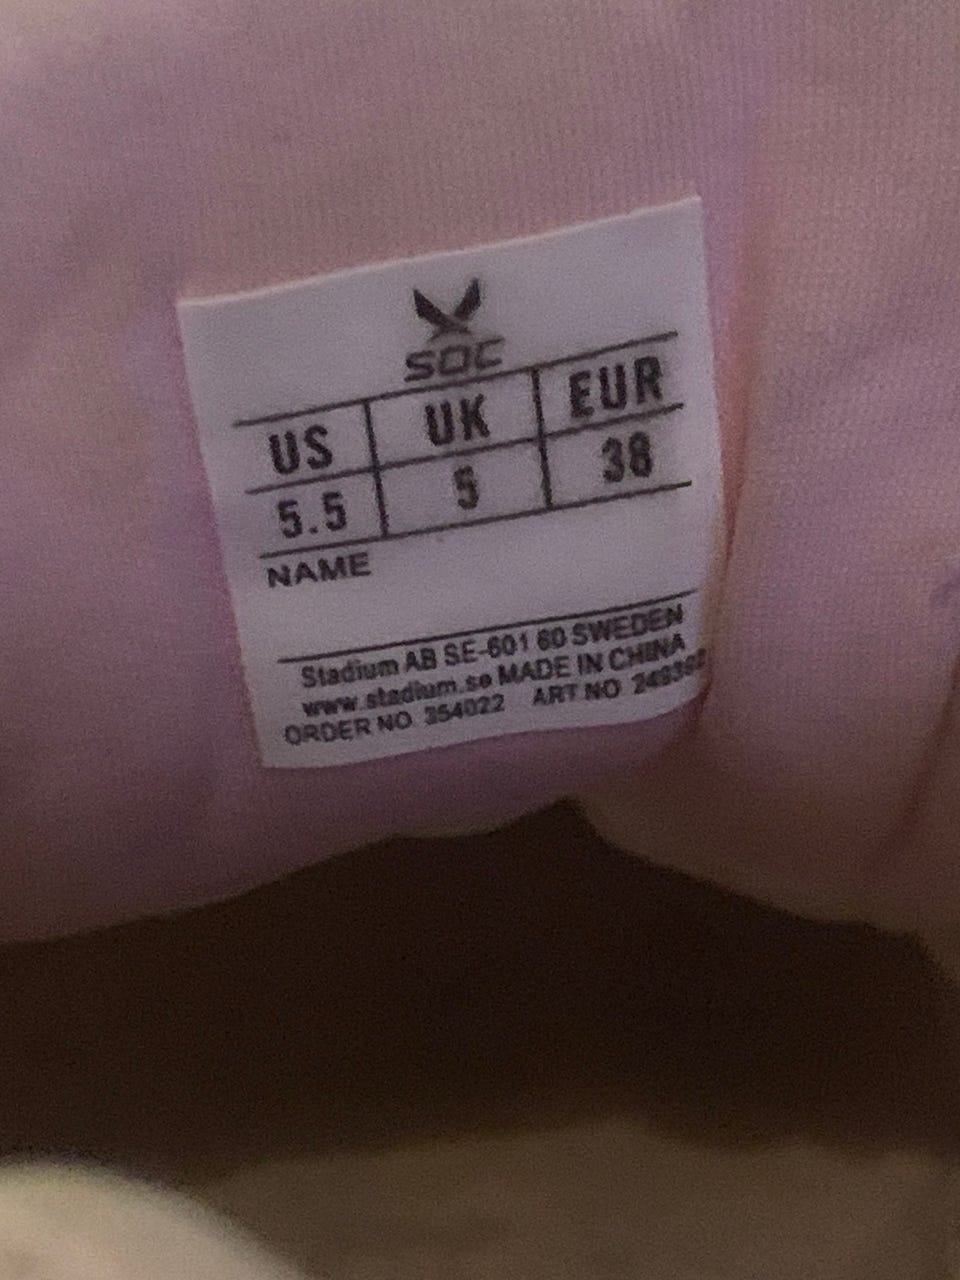 SOC
US UK EUR
5.5 5 38
NAME
Stadium AB SE-601 60 SWEDEN
www.stadium.se MADE IN CHINA
ORDER NO 354022 ART NO